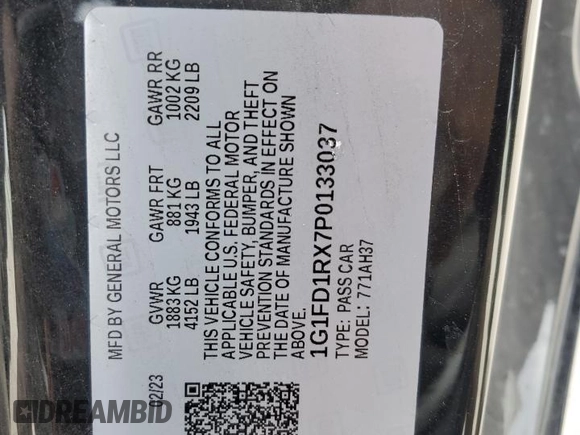 MFD BY GENERAL MOTORS LLC
GVWR GAWR FRT GAWR RR
1883 KG 881 KG 1002 KG
4152 LB 1943 LB 2209 LB
THIS VEHICLE CONFORMS TO ALL
APPLICABLE U.S. FEDERAL MOTOR
VEHICLE SAFETY, BUMPER, AND THEFT
PREVENTION STANDARDS IN EFFECT ON
THE DATE OF MANUFACTURE SHOWN
ABOVE.
02/23
1G1FD1RX7P0133037
TYPE: PASS CAR
MODEL: 771AH37
DREAMBID